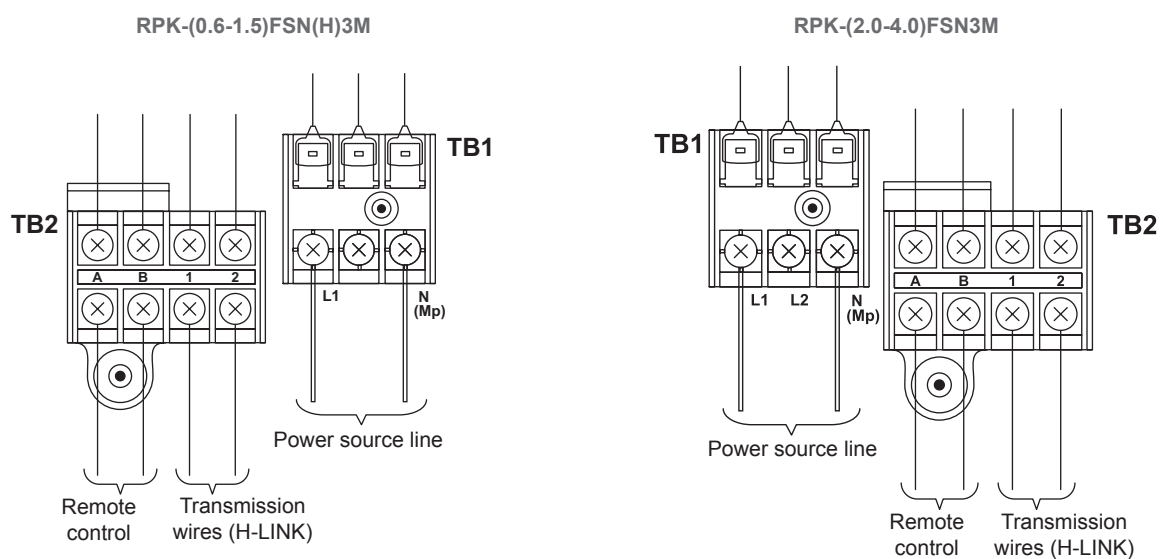 RPK-(0.6-1.5)FSN(H)3M
TB1
TB2
A B 1 2
L1
N
(Mp)
Power source line
Remote
control
Transmission
wires (H-LINK)
RPK-(2.0-4.0)FSN3M
TB1
TB2
A B 1 2
L1 L2 N
(Mp)
Power source line
Remote
control
Transmission
wires (H-LINK)